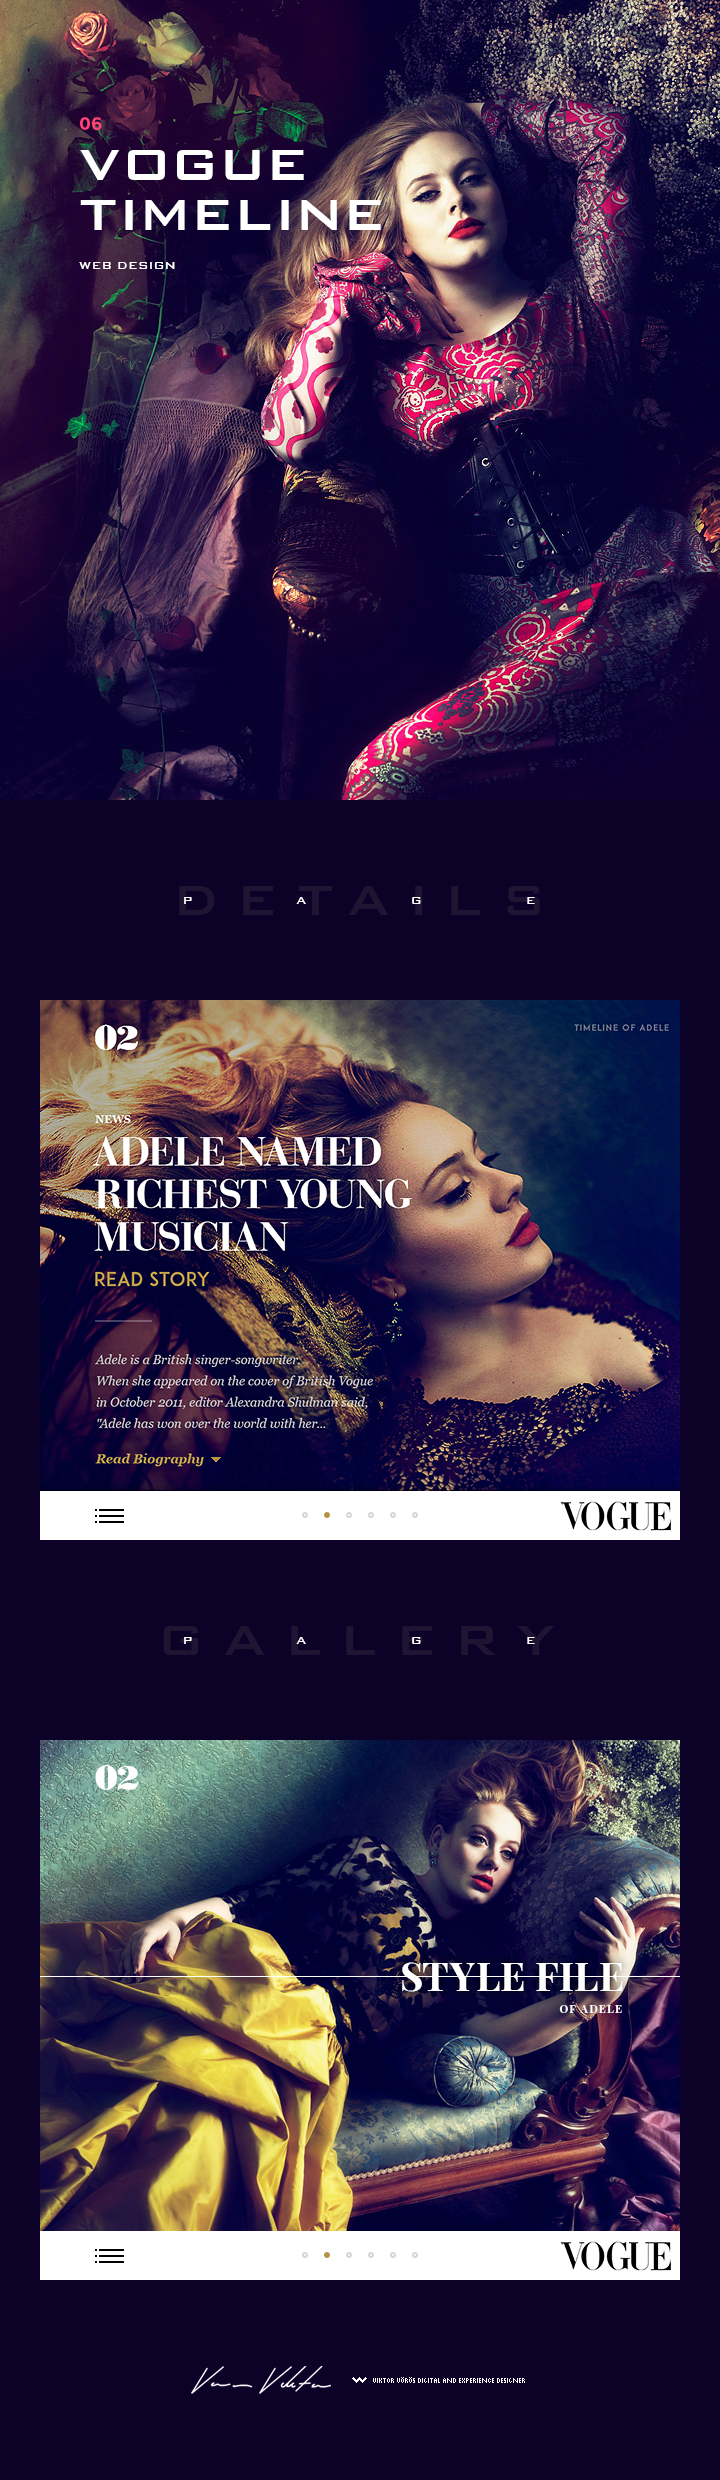 06
VOGUE
TIMELINE
WEB DESIGN
DETAILS
PAGE
02
TIMELINE OF ADELE
NEWS
ADELE NAMED
RICHEST YOUNG
MUSICIAN
READ STORY
Adele is a British singer-songwriter.
When she appeared on the cover of British Vogue
in October 2011, editor Alexandra Shulman said,
"Adele has won over the world with her...
Read Biography
VOGUE
GALLERY
PAGE
02
STYLE FILE
OF ADELE
VOGUE
VIKTOR VÖRÖS DIGITAL AND EXPERIENCE DESIGNER